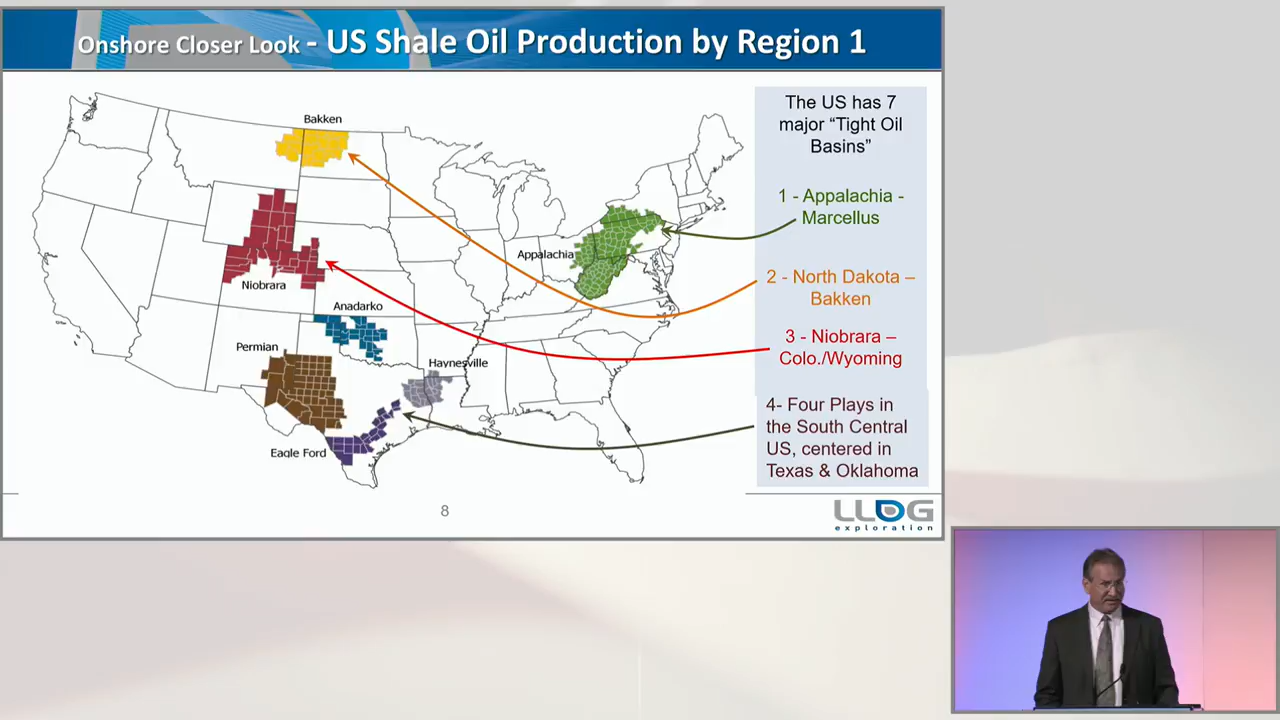 Onshore Closer Look - US Shale Oil Production by Region 1
Bakken
Niobrara
Anadarko
Permian
Haynesville
Eagle Ford
Appalachia
The US has 7
major “Tight Oil
Basins”
1 - Appalachia -
Marcellus
2 - North Dakota –
Bakken
3 - Niobrara –
Colo./Wyoming
4- Four Plays in
the South Central
US, centered in
Texas & Oklahoma
8
LLOG
exploration